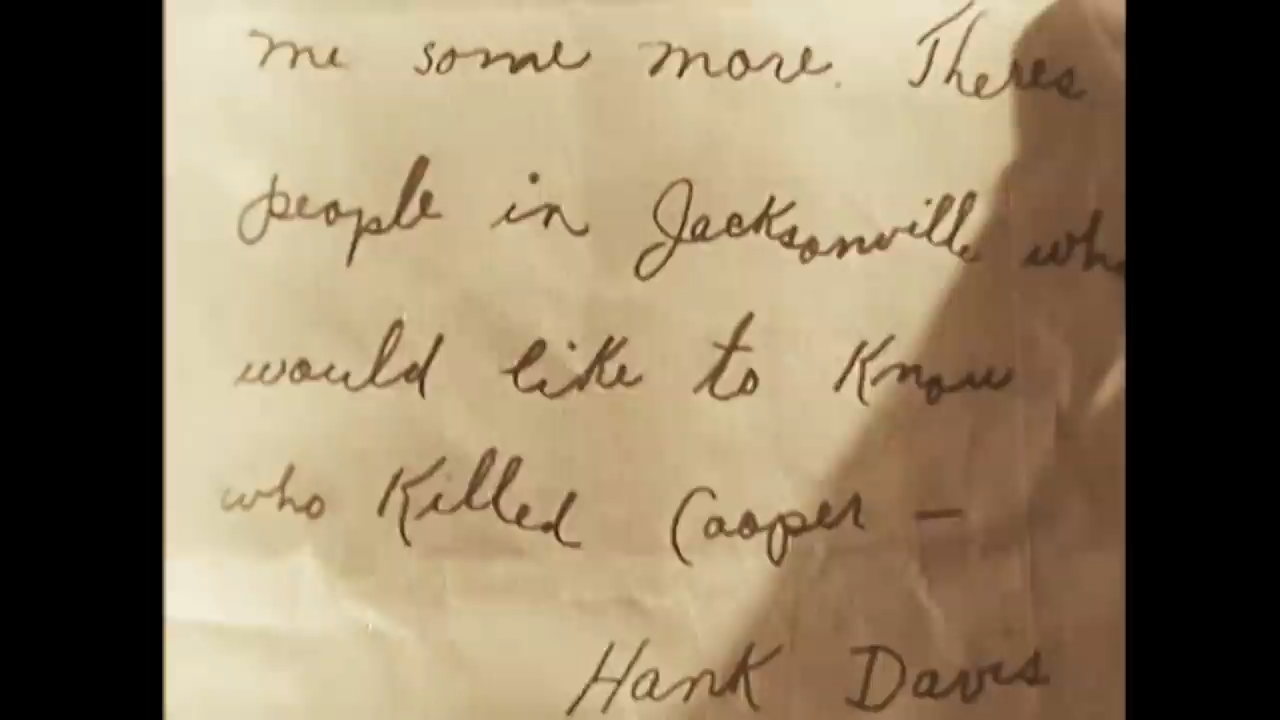 me some more. Theres
people in Jacksonville who
would like to Know
who Killed Cooper —
Hank Davis